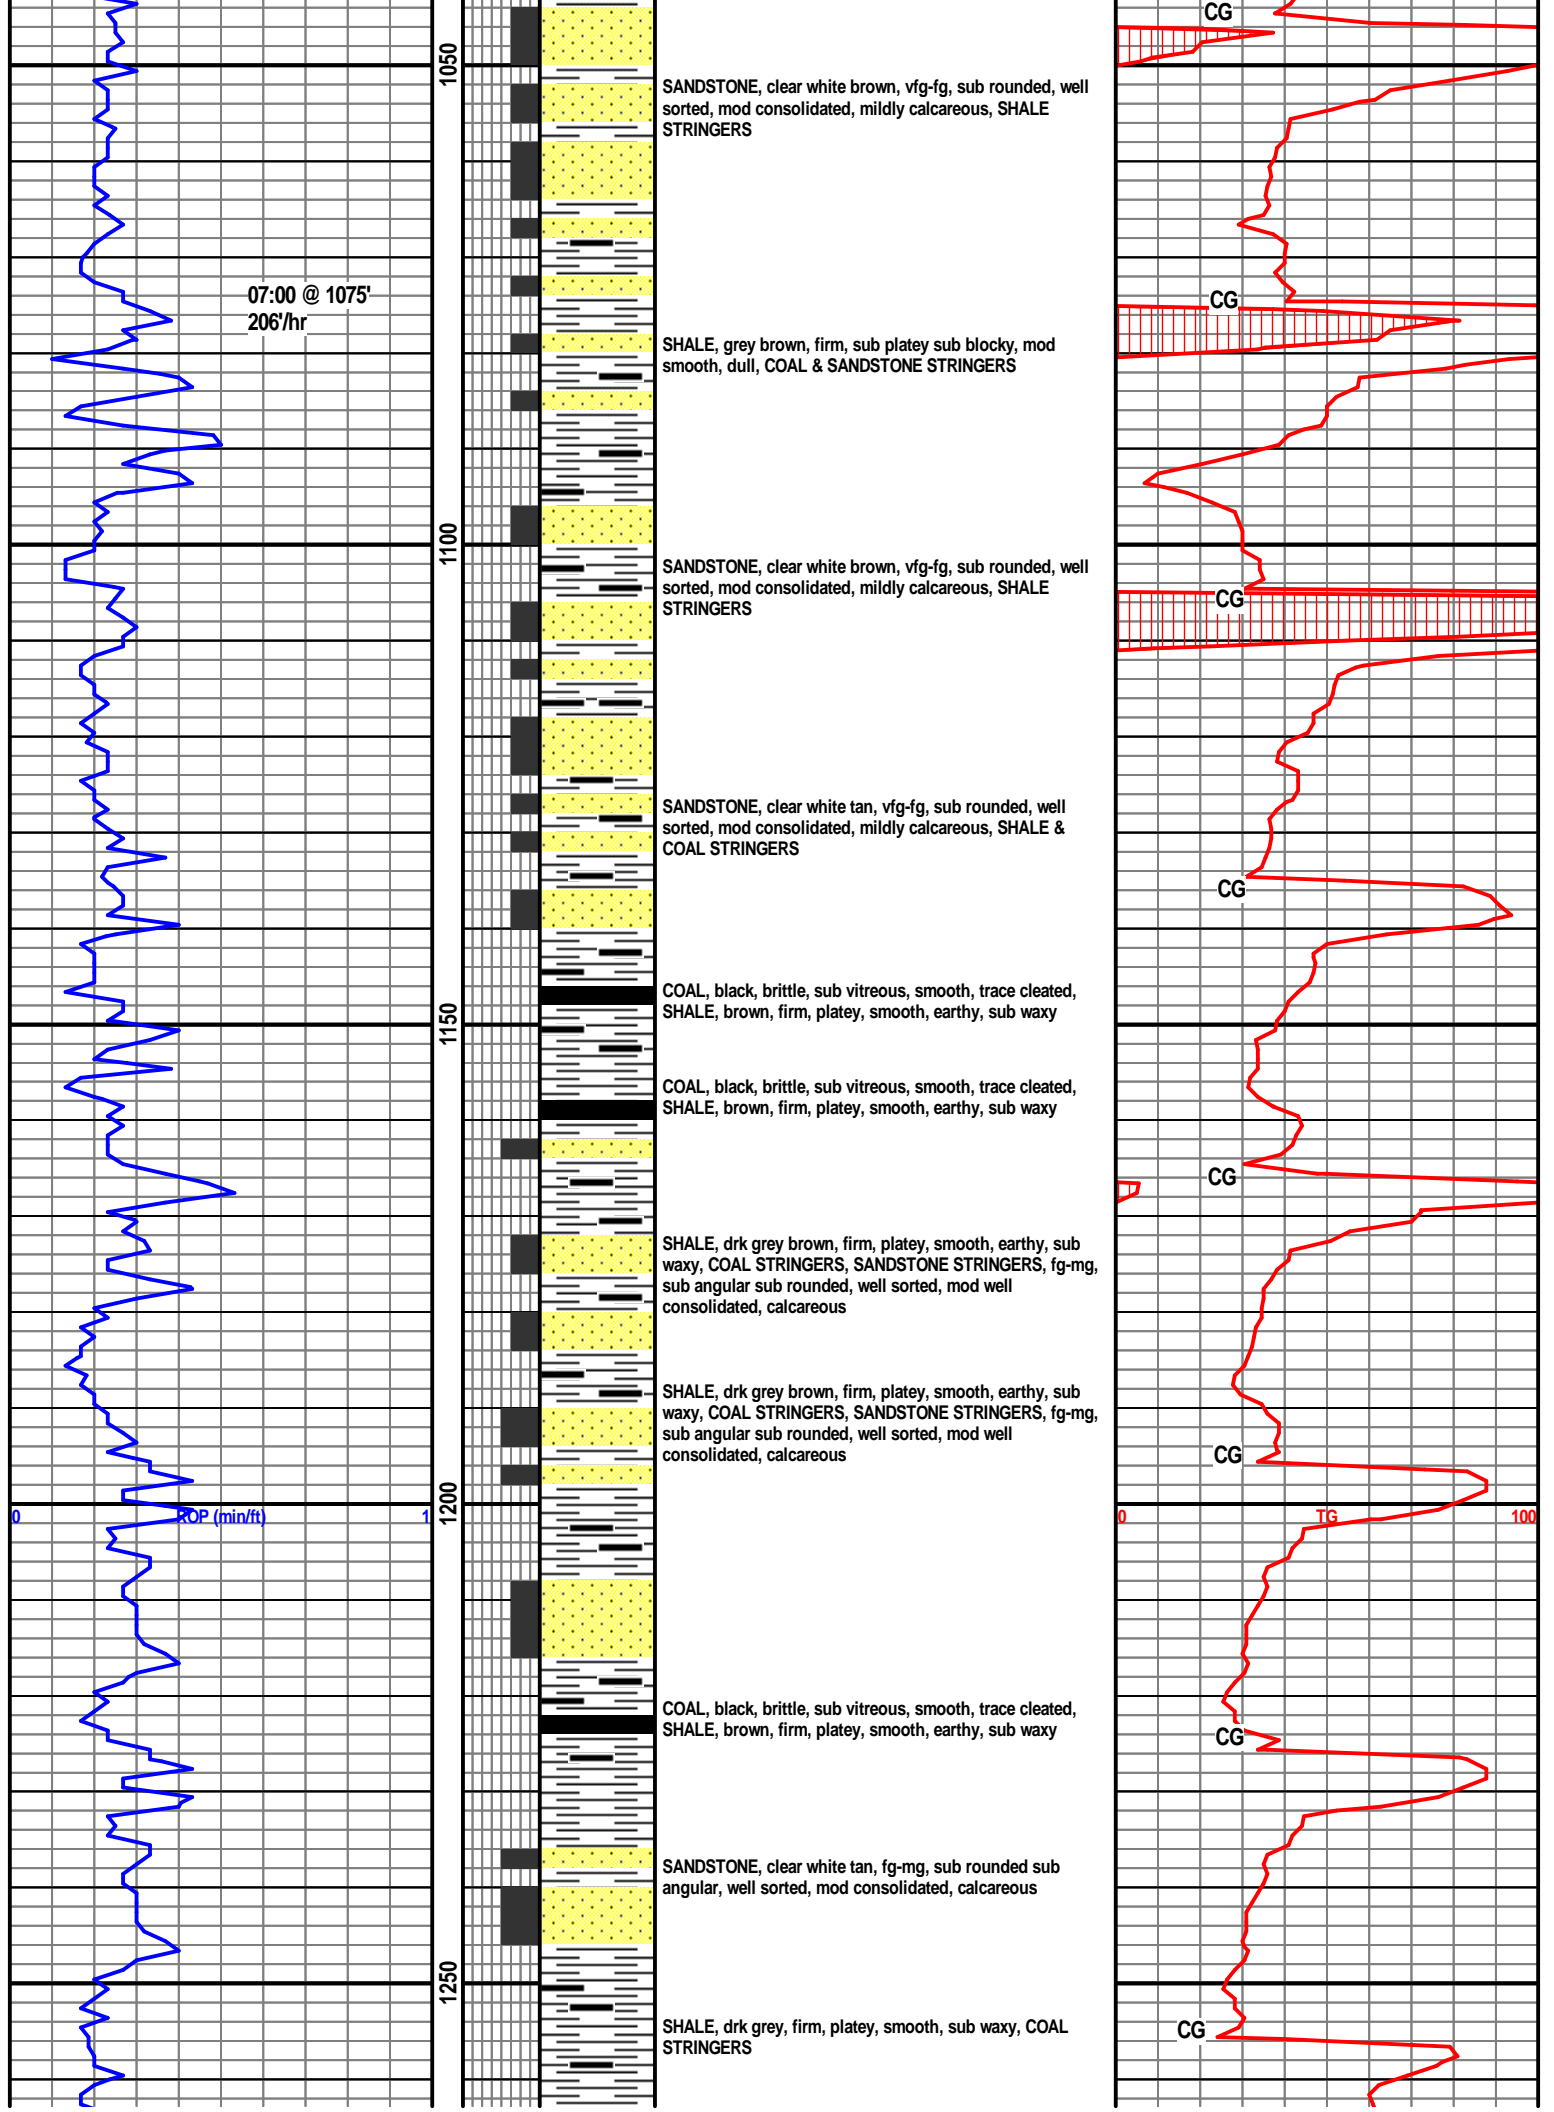 CG
1050
SANDSTONE, clear white brown, vfg-fg, sub rounded, well
sorted, mod consolidated, mildly calcareous, SHALE
STRINGERS
07:00 @ 1075'
206'/hr
CG
SHALE, grey brown, firm, sub platey sub blocky, mod
smooth, dull, COAL & SANDSTONE STRINGERS
1100
SANDSTONE, clear white brown, vfg-fg, sub rounded, well
sorted, mod consolidated, mildly calcareous, SHALE
STRINGERS
CG
SANDSTONE, clear white tan, vfg-fg, sub rounded, well
sorted, mod consolidated, mildly calcareous, SHALE &
COAL STRINGERS
CG
COAL, black, brittle, sub vitreous, smooth, trace cleated,
SHALE, brown, firm, platey, smooth, earthy, sub waxy
1150
COAL, black, brittle, sub vitreous, smooth, trace cleated,
SHALE, brown, firm, platey, smooth, earthy, sub waxy
CG
SHALE, drk grey brown, firm, platey, smooth, earthy, sub
waxy, COAL STRINGERS, SANDSTONE STRINGERS, fg-mg,
sub angular sub rounded, well sorted, mod well
consolidated, calcareous
SHALE, drk grey brown, firm, platey, smooth, earthy, sub
waxy, COAL STRINGERS, SANDSTONE STRINGERS, fg-mg,
sub angular sub rounded, well sorted, mod well
consolidated, calcareous
CG
1200
0 ROP (min/ft) 1
0 TG 100
COAL, black, brittle, sub vitreous, smooth, trace cleated,
SHALE, brown, firm, platey, smooth, earthy, sub waxy
CG
SANDSTONE, clear white tan, fg-mg, sub rounded sub
angular, well sorted, mod consolidated, calcareous
1250
SHALE, drk grey, firm, platey, smooth, sub waxy, COAL
STRINGERS
CG